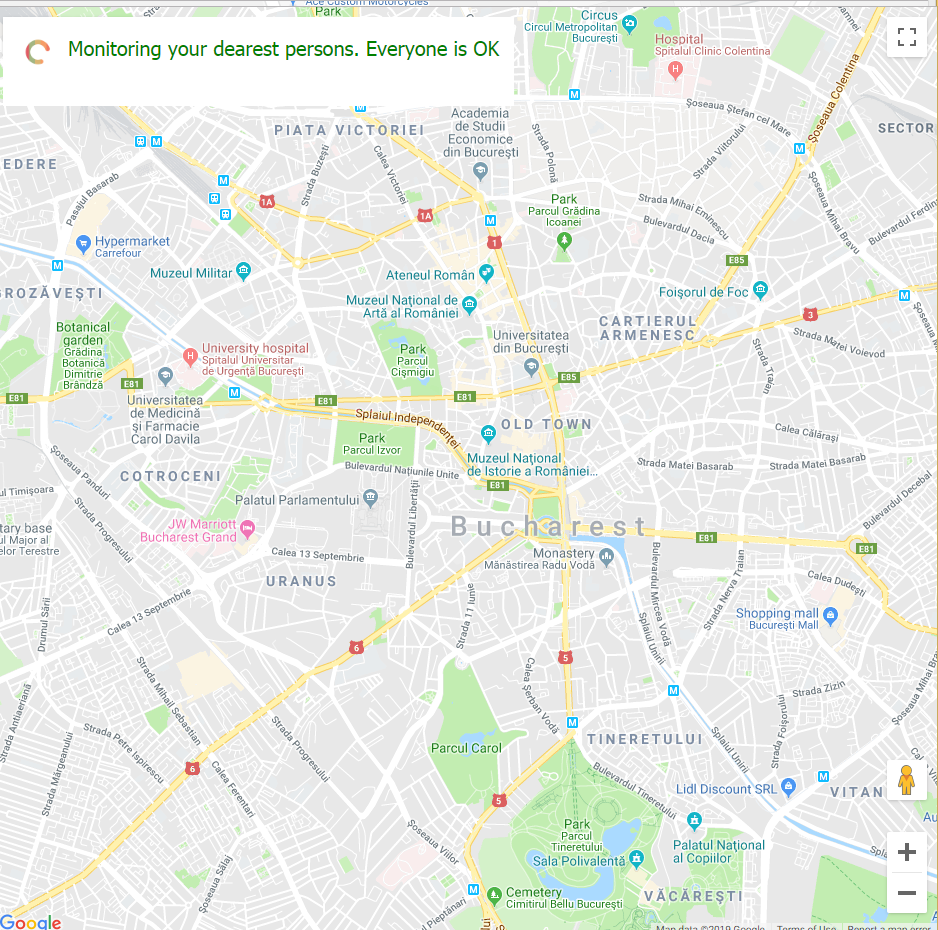 Ace Custom Motorcycles
Park
Circus
Circul Metropolitan
București
Monitoring your dearest persons. Everyone is OK
Hospital
Spitalul Clinic Colentina
Șoseaua Colentina
Șoseaua Ștefan cel Mare
Academia
de Studii
Economice
din București
PIATA VICTORIEI
SECTOR
EDERE
Strada Buzești
Calea Victoriei
Strada Polonă
Strada Viitorului
Pasajul Basarab
1A
1A
Park
Parcul Grădina
Icoanei
Strada Mihai Eminescu
Bulevardul Dacia
Șoseaua Mihai Bravu
Bulevardul Ferdin
Hypermarket
Carrefour
1
E85
Muzeul Militar
Ateneul Român
GROZĂVEȘTI
Muzeul Național de
Artă al României
Foișorul de Foc
3
CARTIERUL
ARMENESC
Botanical
garden
Grădina
Botanică
Dimitrie
Brândză
University hospital
Spitalul Universitar
de Urgență București
Park
Parcul
Cișmigiu
Universitatea
din București
Strada Matei Voievod
Strada Traian
E81
E81
E81
E81
E85
Universitatea
de Medicină
și Farmacie
Carol Davila
Splaiul Independenței
OLD TOWN
Calea Călărași
Park
Parcul Izvor
Muzeul Național
de Istorie a României...
Strada Matei Basarab
Strada Matei Basarab
COTROCENI
Bulevardul Națiunile Unite
E81
Șoseaua Panduri
ul Timișoara
Palatul Parlamentului
Bulevardul Libertății
Bulevardul Decebal
Strada Progresului
JW Marriott
Bucharest Grand
Bucharest
E81
E81
tary base
Major al
elor Terestre
Calea 13 Septembrie
Monastery
Mănăstirea Radu Vodă
URANUS
Calea Dudești
Bulevardul Mircea Vodă
Strada Nerva Traian
Drumul Sării
Calea 13 Septembrie
Strada 11 Iunie
Splaiul Unirii
Shopping mall
București Mall
6
5
Strada Mihail Sebastian
Calea Șerban Vodă
Strada Zizin
Șoseaua Mihai Bra
Strada Antiaeriană
Strada Foișorului
Strada Petre Ispirescu
Strada Progresului
Parcul Carol
TINERETULUI
Splaiul Unirii
Strada Mărgeanului
6
Calea Ferentari
Bulevardul Tineretului
Lidl Discount SRL
VITAN
5
Șoseaua Viilor
Park
Parcul
Tineretului
Sala Polivalentă
Palatul Național
al Copiilor
Strada Șoseaua Sălaj
Cemetery
Cimitirul Bellu București
VĂCĂREȘTI
Google
Map data ©2019 Google
Terms of Use
Report a map error